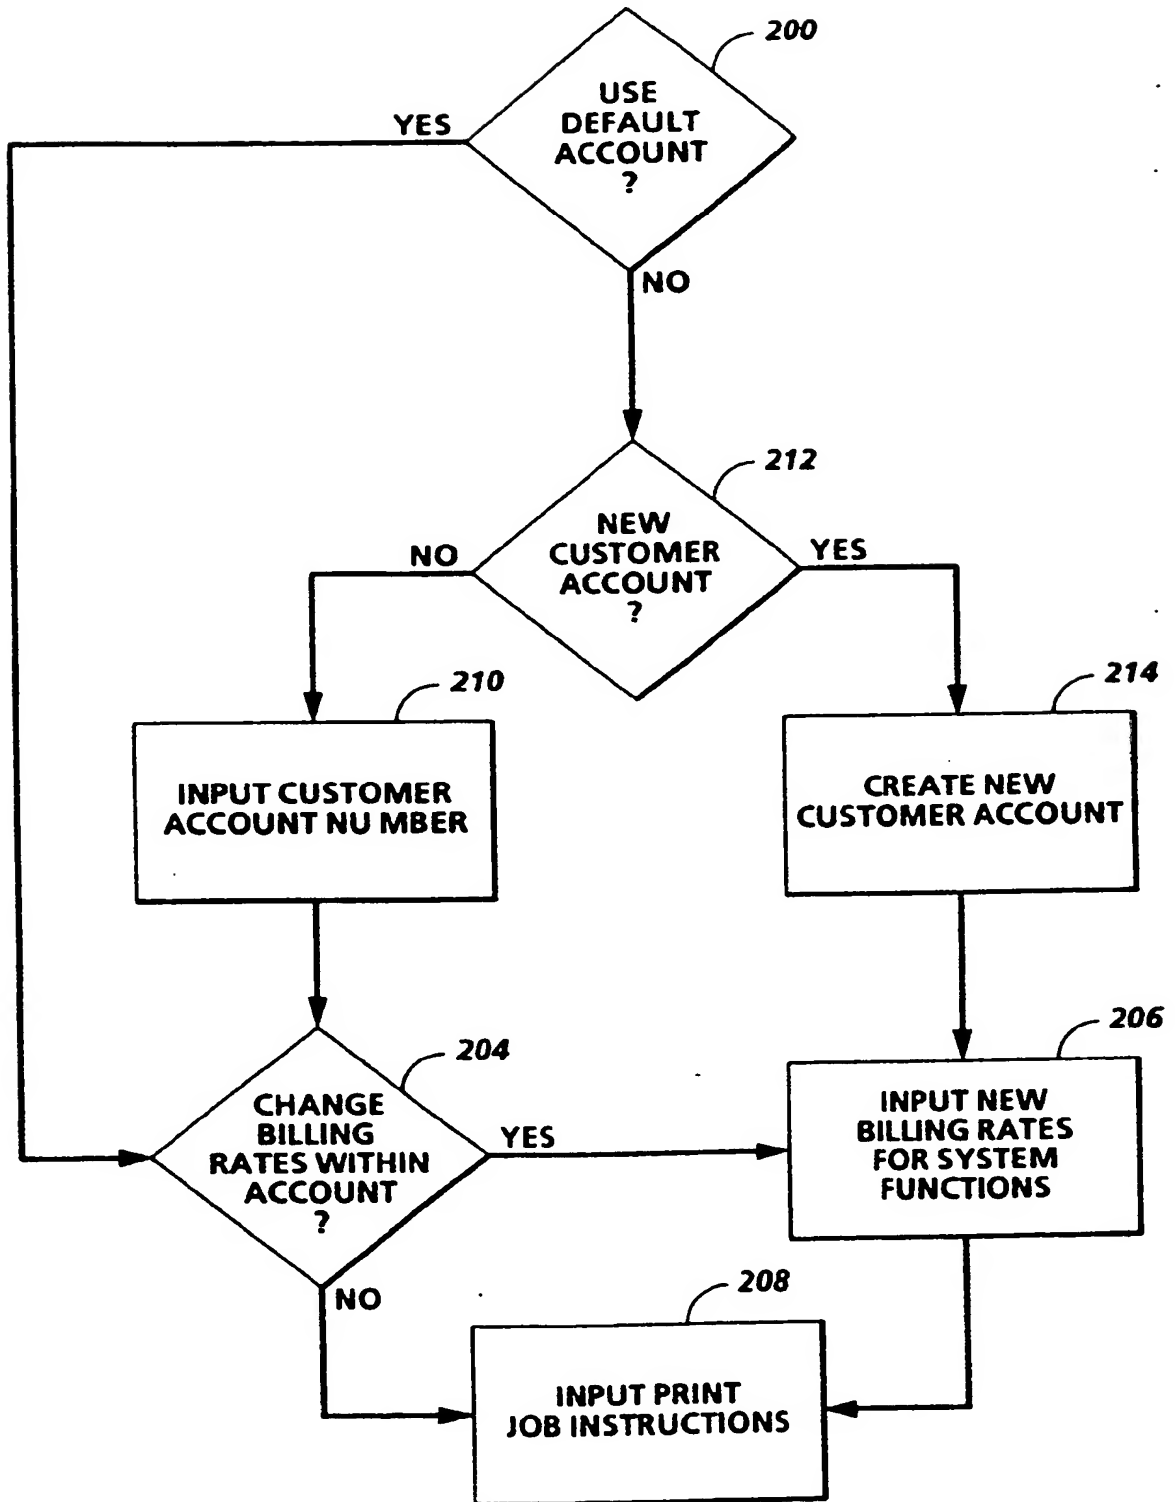 200
USE
DEFAULT
ACCOUNT
?
YES
NO
212
NEW
CUSTOMER
ACCOUNT
?
NO
YES
210
INPUT CUSTOMER
ACCOUNT NU MBER
214
CREATE NEW
CUSTOMER ACCOUNT
204
CHANGE
BILLING
RATES WITHIN
ACCOUNT
?
YES
NO
206
INPUT NEW
BILLING RATES
FOR SYSTEM
FUNCTIONS
208
INPUT PRINT
JOB INSTRUCTIONS